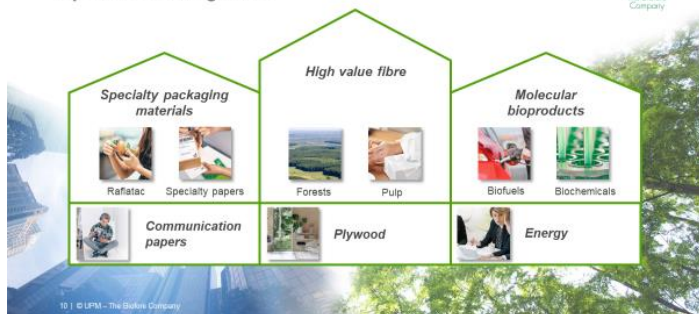 Company
High value fibre
Specialty packaging
materials
Molecular
bioproducts
Raflatac
Specialty papers
Forests
Pulp
Biofuels
Biochemicals
Communication
papers
Plywood
Energy
10 | © UPM – The Biofore Company